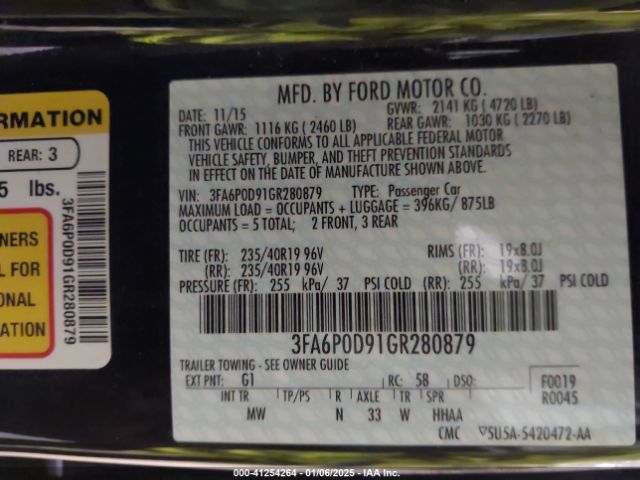 RMATION
REAR: 3
5 lbs.
NERS
L FOR
ONAL
ATION
3FA6P0D91GR280879
MFD. BY FORD MOTOR CO.
DATE: 11/15 GVWR: 2141 KG ( 4720 LB)
FRONT GAWR: 1116 KG ( 2460 LB) REAR GAWR: 1030 KG ( 2270 LB)
THIS VEHICLE CONFORMS TO ALL APPLICABLE FEDERAL MOTOR
VEHICLE SAFETY, BUMPER, AND THEFT PREVENTION STANDARDS
IN EFFECT ON THE DATE OF MANUFACTURE SHOWN ABOVE.
VIN: 3FA6P0D91GR280879 TYPE: Passenger Car
MAXIMUM LOAD = OCCUPANTS + LUGGAGE = 396KG/ 875LB
OCCUPANTS = 5 TOTAL; 2 FRONT, 3 REAR
TIRE (FR): 235/40R19 96V RIMS (FR): 19x8.0J
(RR): 235/40R19 96V (RR): 19x8.0J
PRESSURE (FR): 255 kPa/ 37 PSI COLD (RR): 255 kPa/ 37 PSI COLD
3FA6P0D91GR280879
TRAILER TOWING - SEE OWNER GUIDE
EXT PNT: G1 RC: 58 DSO: F0019
INT TR TP/PS R AXLE TR SPR R0045
MW N 33 W HHAA
CMC ▽SU5A-5420472-AA
000-41254264 - 01/06/2025 - IAA Inc.